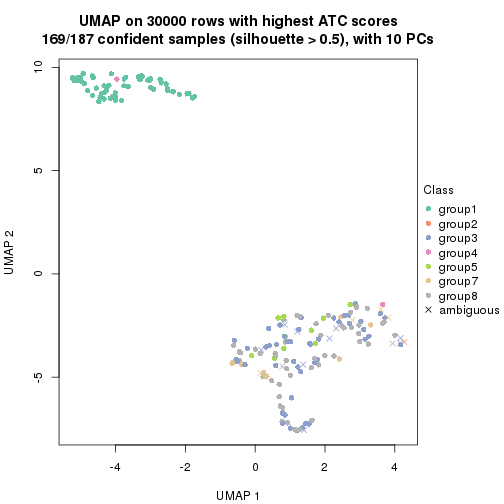 UMAP on 30000 rows with highest ATC scores
169/187 confident samples (silhouette > 0.5), with 10 PCs
10
5
0
-5
UMAP 2
-4
-2
0
2
4
UMAP 1
Class
group1
group2
group3
group4
group5
group7
group8
ambiguous